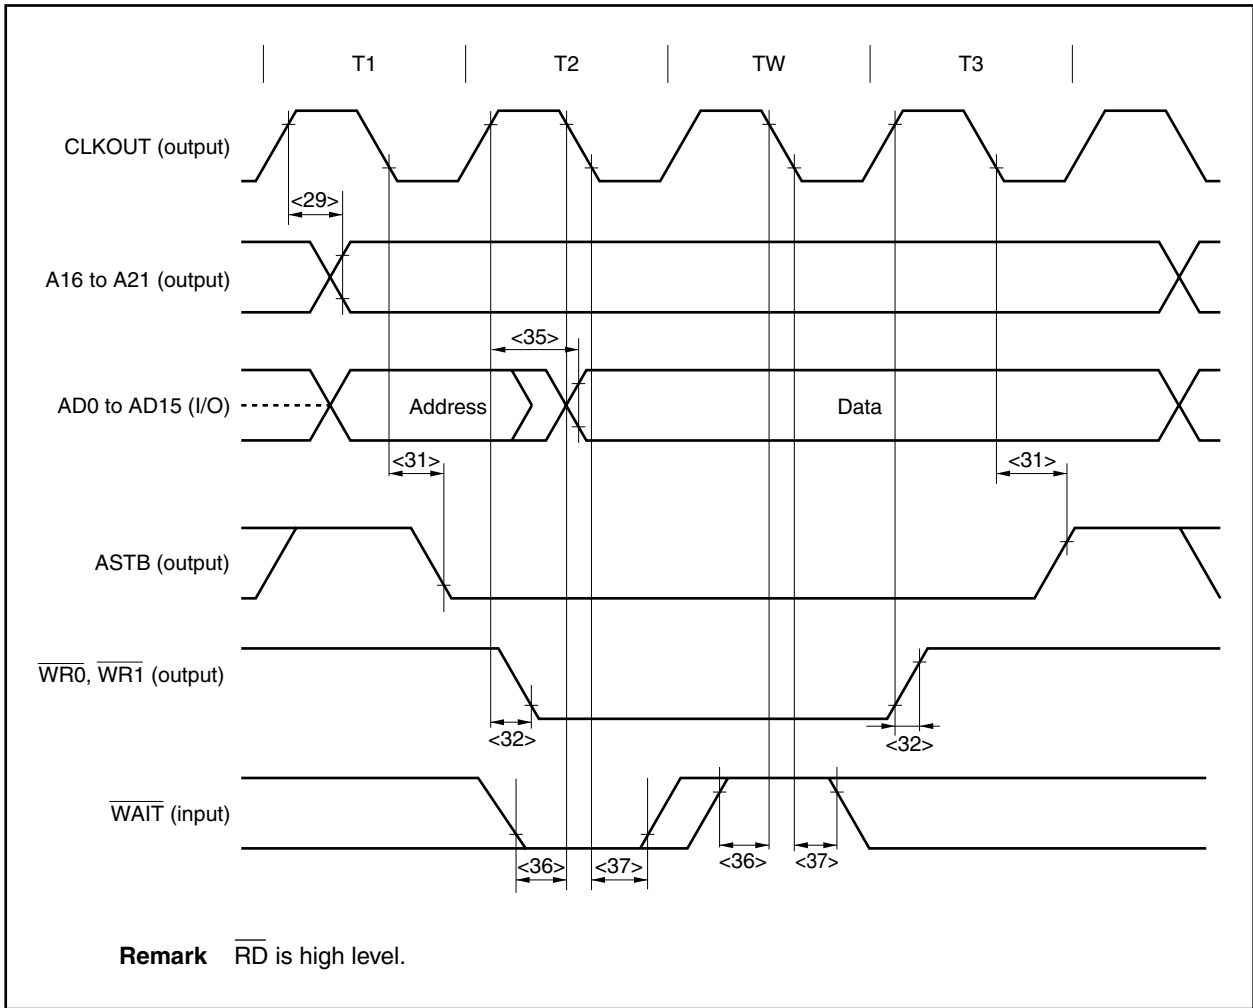 T1 T2 TW T3
CLKOUT (output)
<29>
A16 to A21 (output)
<35>
AD0 to AD15 (I/O) Address Data
<31> <31>
ASTB (output)
WR0, WR1 (output)
<32> <32>
WAIT (input)
<36> <37> <36> <37>
Remark RD is high level.